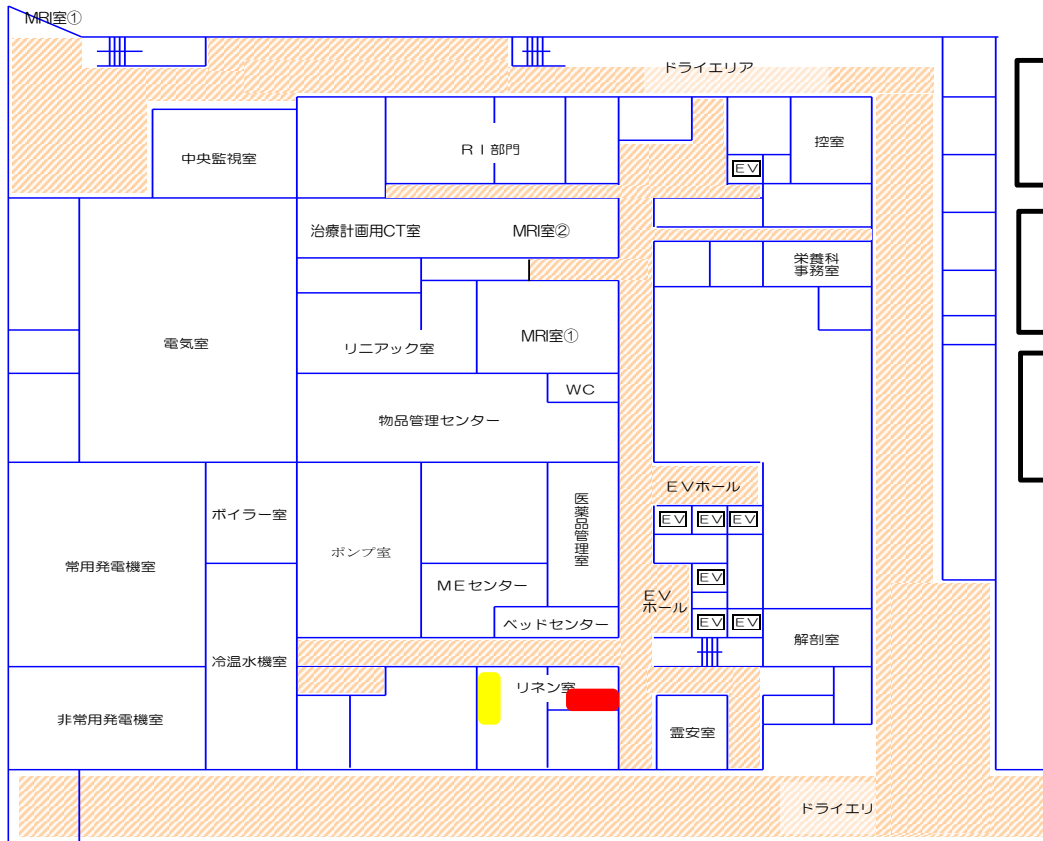 MRI室①
ドライエリア
中央監視室
ＲＩ部門
控室
ＥＶ
治療計画用CT室
MRI室②
栄養科
事務室
電気室
リニアック室
MRI室①
ＷＣ
物品管理センター
ＥＶホール
ボイラー室
医薬品管理室
ＥＶ
ＥＶ
ＥＶ
ポンプ室
常用発電機室
ＭＥセンター
ＥＶ
ＥＶ
ホール
ベッドセンター
ＥＶ
ＥＶ
解剖室
冷温水機室
リネン室
非常用発電機室
霊安室
ドライエリ